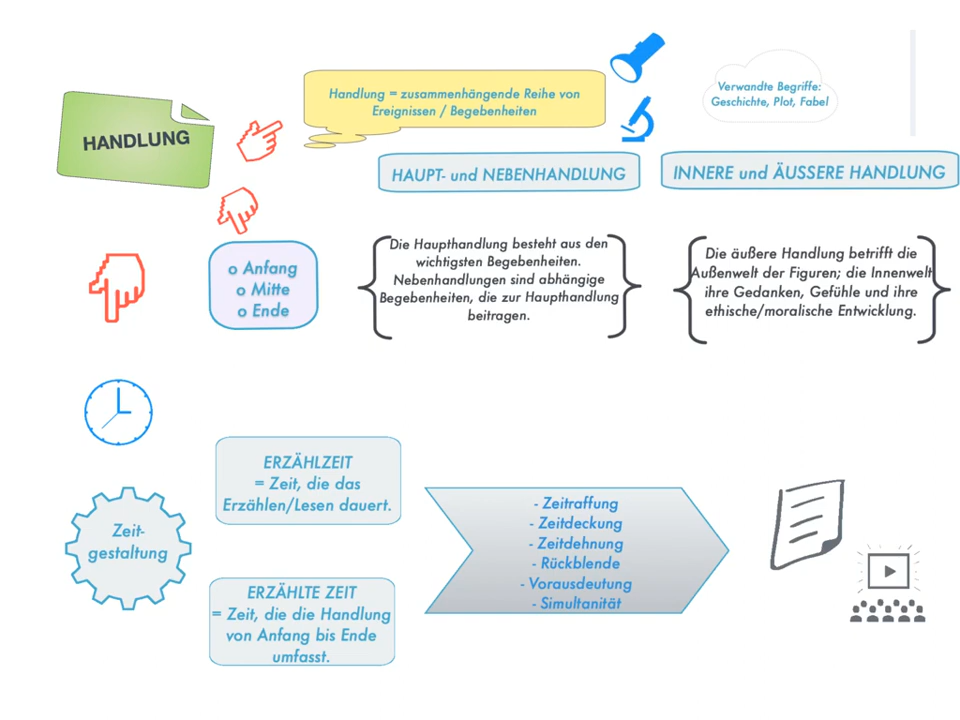 HANDLUNG
Handlung = zusammenhängende Reihe von
Ereignissen / Begebenheiten
Verwandte Begriffe:
Geschichte, Plot, Fabel
HAUPT- und NEBENHANDLUNG
INNERE und ÄUSSERE HANDLUNG
o Anfang
o Mitte
o Ende
Die Haupthandlung besteht aus den
wichtigsten Begebenheiten.
Nebenhandlungen sind abhängige
Begebenheiten, die zur Haupthandlung
beitragen.
Die äußere Handlung betrifft die
Außenwelt der Figuren; die Innenwelt
ihre Gedanken, Gefühle und ihre
ethische/moralische Entwicklung.
Zeit-
gestaltung
ERZÄHLZEIT
= Zeit, die das
Erzählen/Lesen dauert.
ERZÄHLTE ZEIT
= Zeit, die die Handlung
von Anfang bis Ende
umfasst.
- Zeitraffung
- Zeitdeckung
- Zeitdehnung
- Rückblende
- Vorausdeutung
- Simultanität